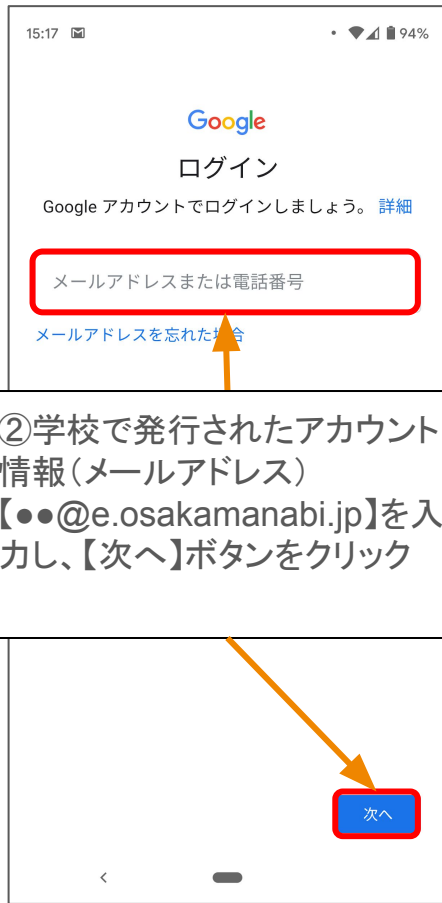 15:17
94%
Google
ログイン
Google アカウントでログインしましょう。 詳細
メールアドレスまたは電話番号
メールアドレスを忘れた場合
②学校で発行されたアカウント
情報（メールアドレス）
【●●@e.osakamanabi.jp】を入
力し、【次へ】ボタンをクリック
次へ